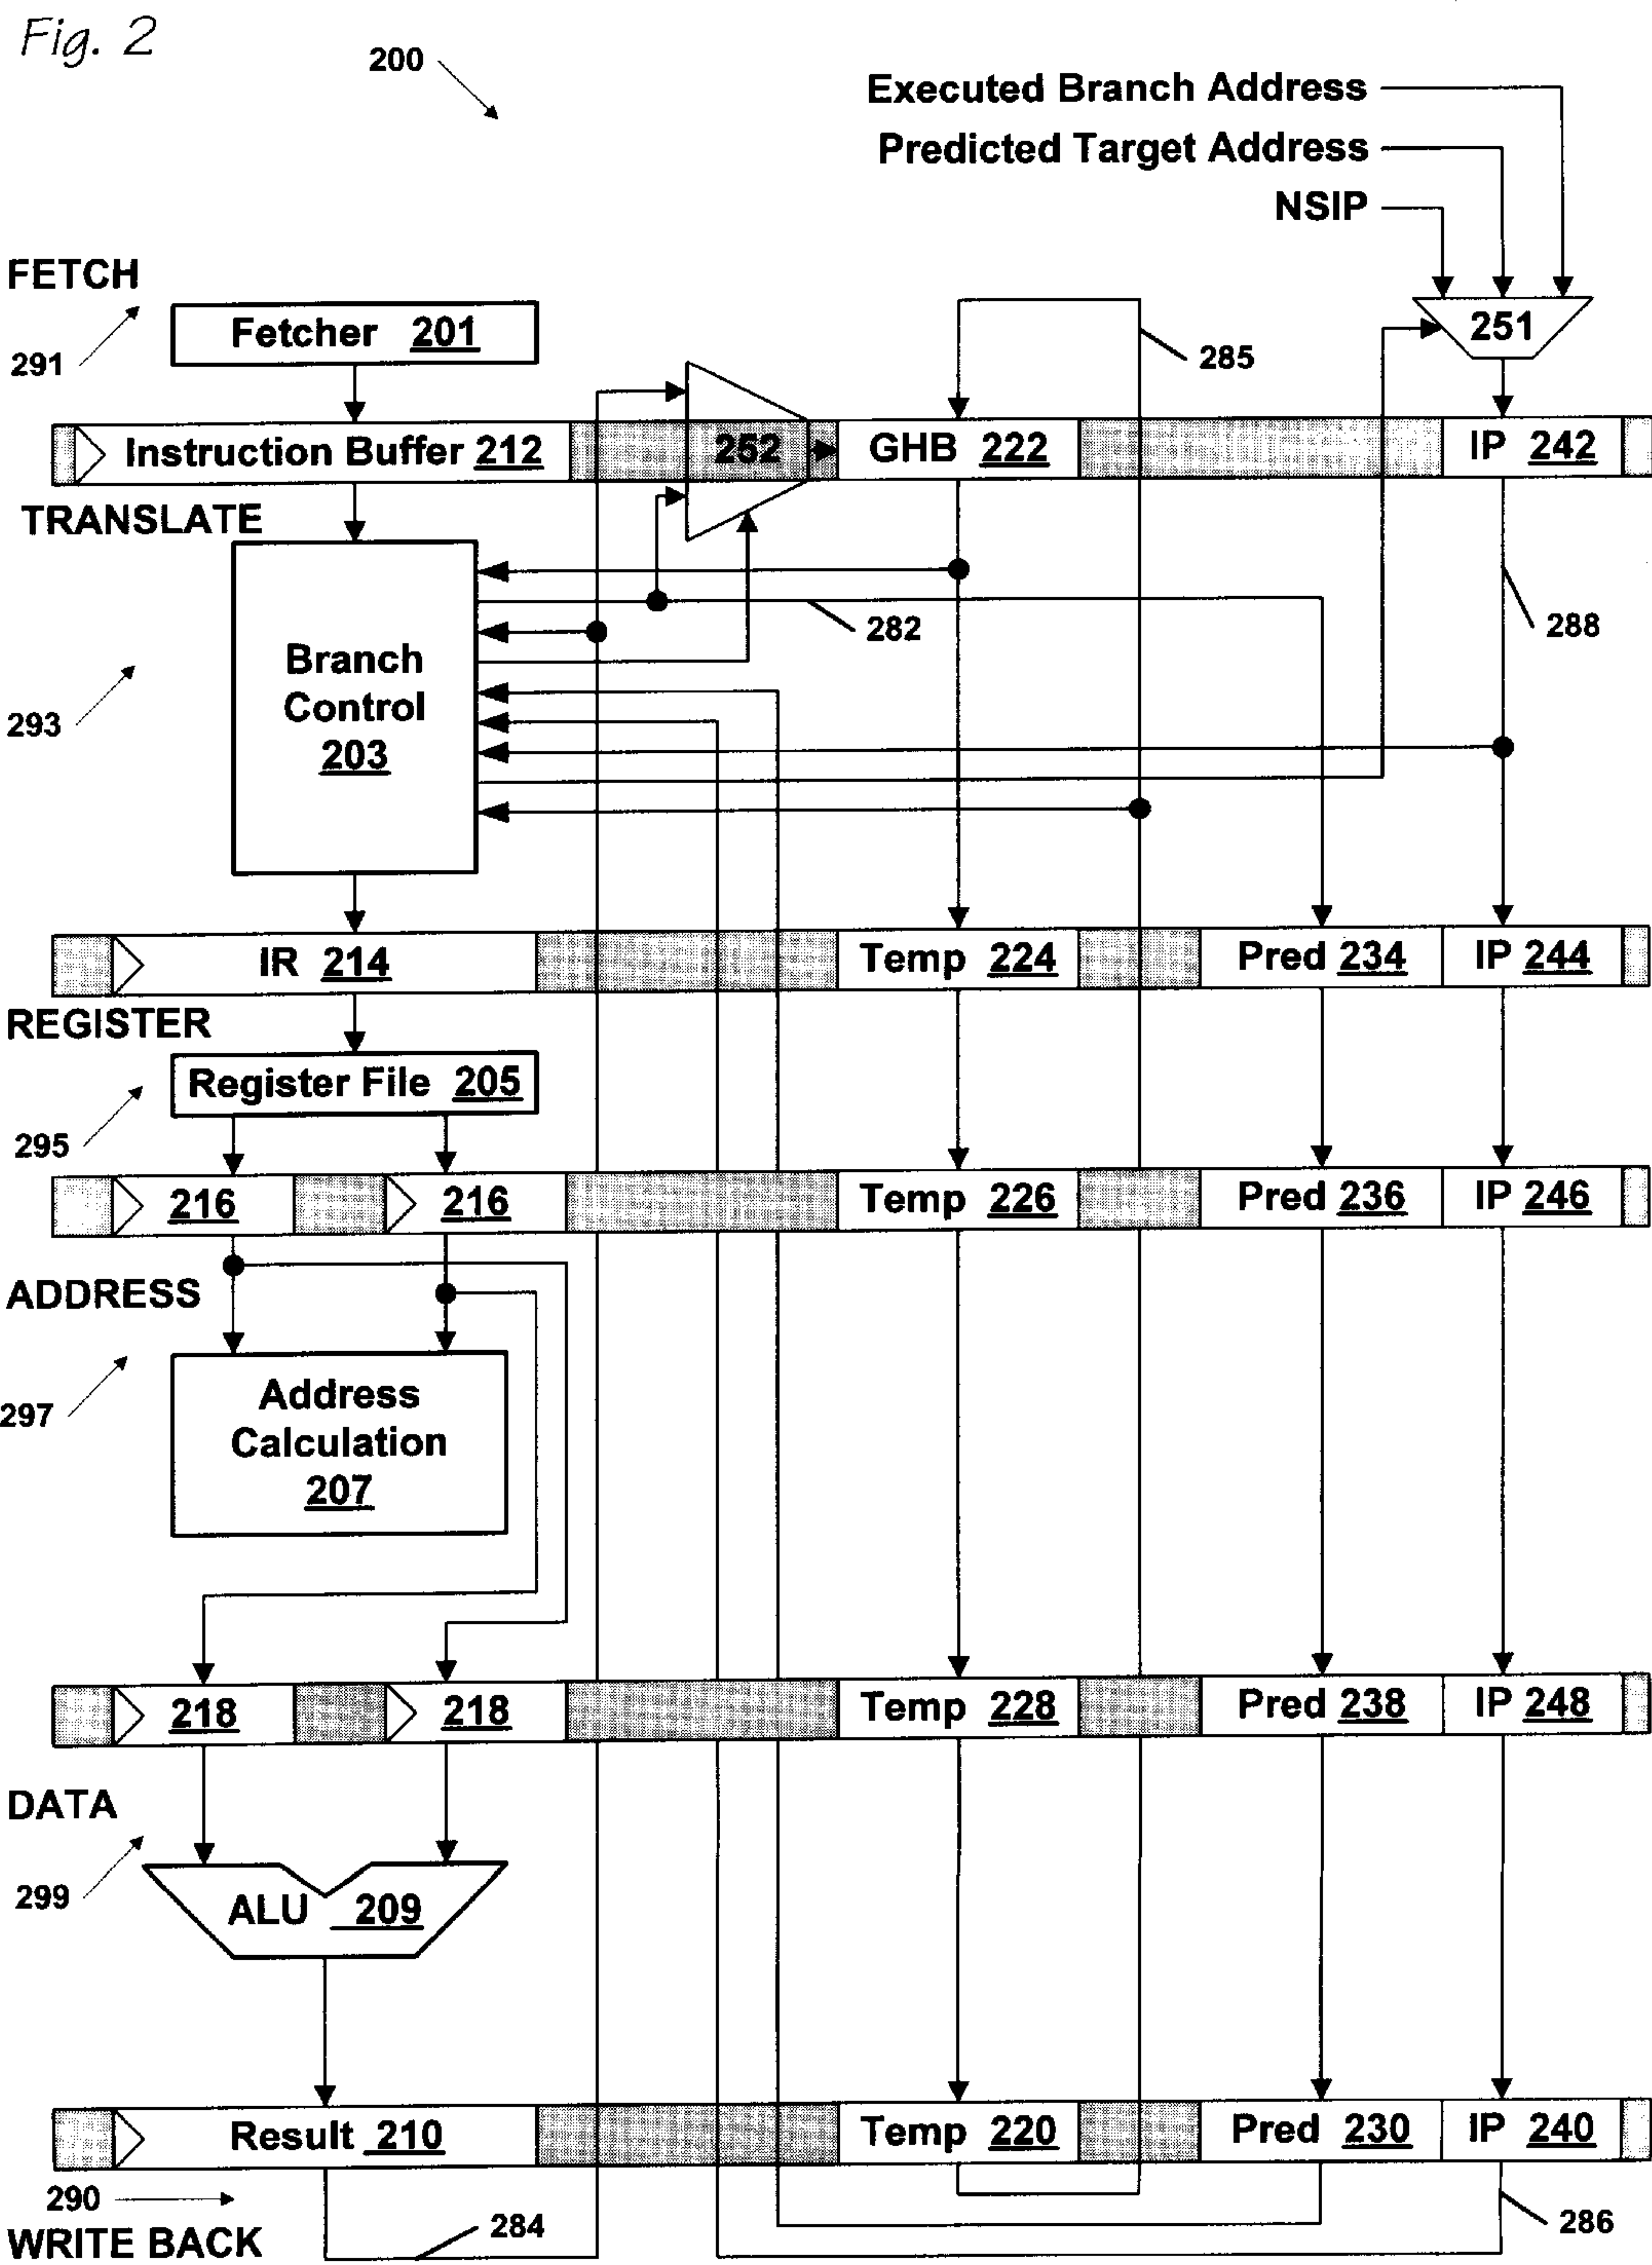 Fig. 2
200
Executed Branch Address
Predicted Target Address
NSIP
FETCH
291
Fetcher 201
251
285
Instruction Buffer 212
252
GHB 222
IP 242
TRANSLATE
282
288
293
Branch
Control
203
IR 214
Temp 224
Pred 234
IP 244
REGISTER
295
Register File 205
216
216
Temp 226
Pred 236
IP 246
ADDRESS
297
Address
Calculation
207
218
218
Temp 228
Pred 238
IP 248
DATA
299
ALU 209
Result 210
Temp 220
Pred 230
IP 240
290
WRITE BACK
284
286